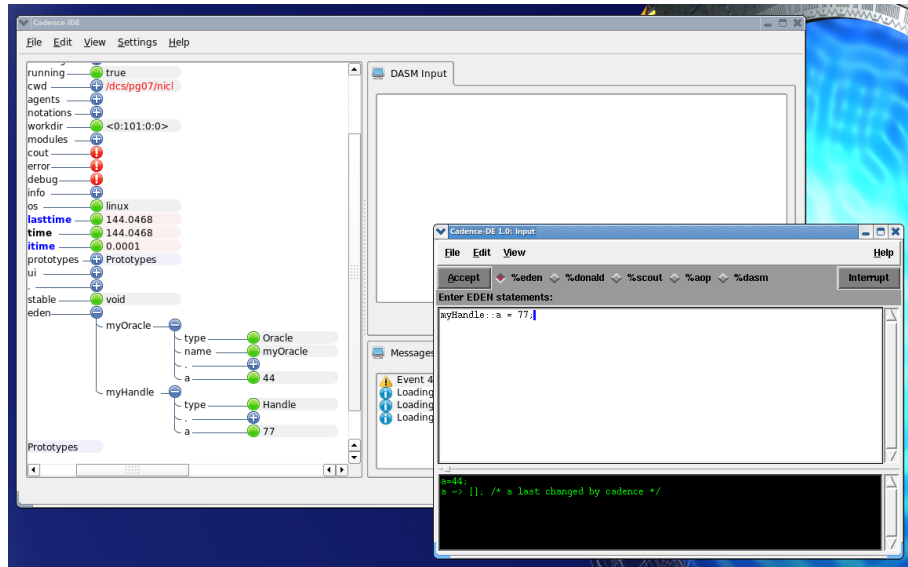 Cadence IDE
File Edit View Settings Help
running true
cwd /dcs/pg07/nicl
agents
notations
workdir <0:101:0:0>
modules
cout
error
debug
info
os linux
lasttime 144.0468
time 144.0468
itime 0.0001
prototypes Prototypes
ui
.
stable void
eden
myOracle
type Oracle
name myOracle
.
a 44
myHandle
type Handle
.
a 77
Prototypes
DASM Input
Messages
Event 4
Loading
Loading
Loading
Cadence-DE 1.0: Input
File Edit View Help
Accept %eden %donald %scout %aop %dasm Interrupt
Enter EDEN statements:
myHandle::a = 77;
a=44;
a ~> []; /* a last changed by cadence */